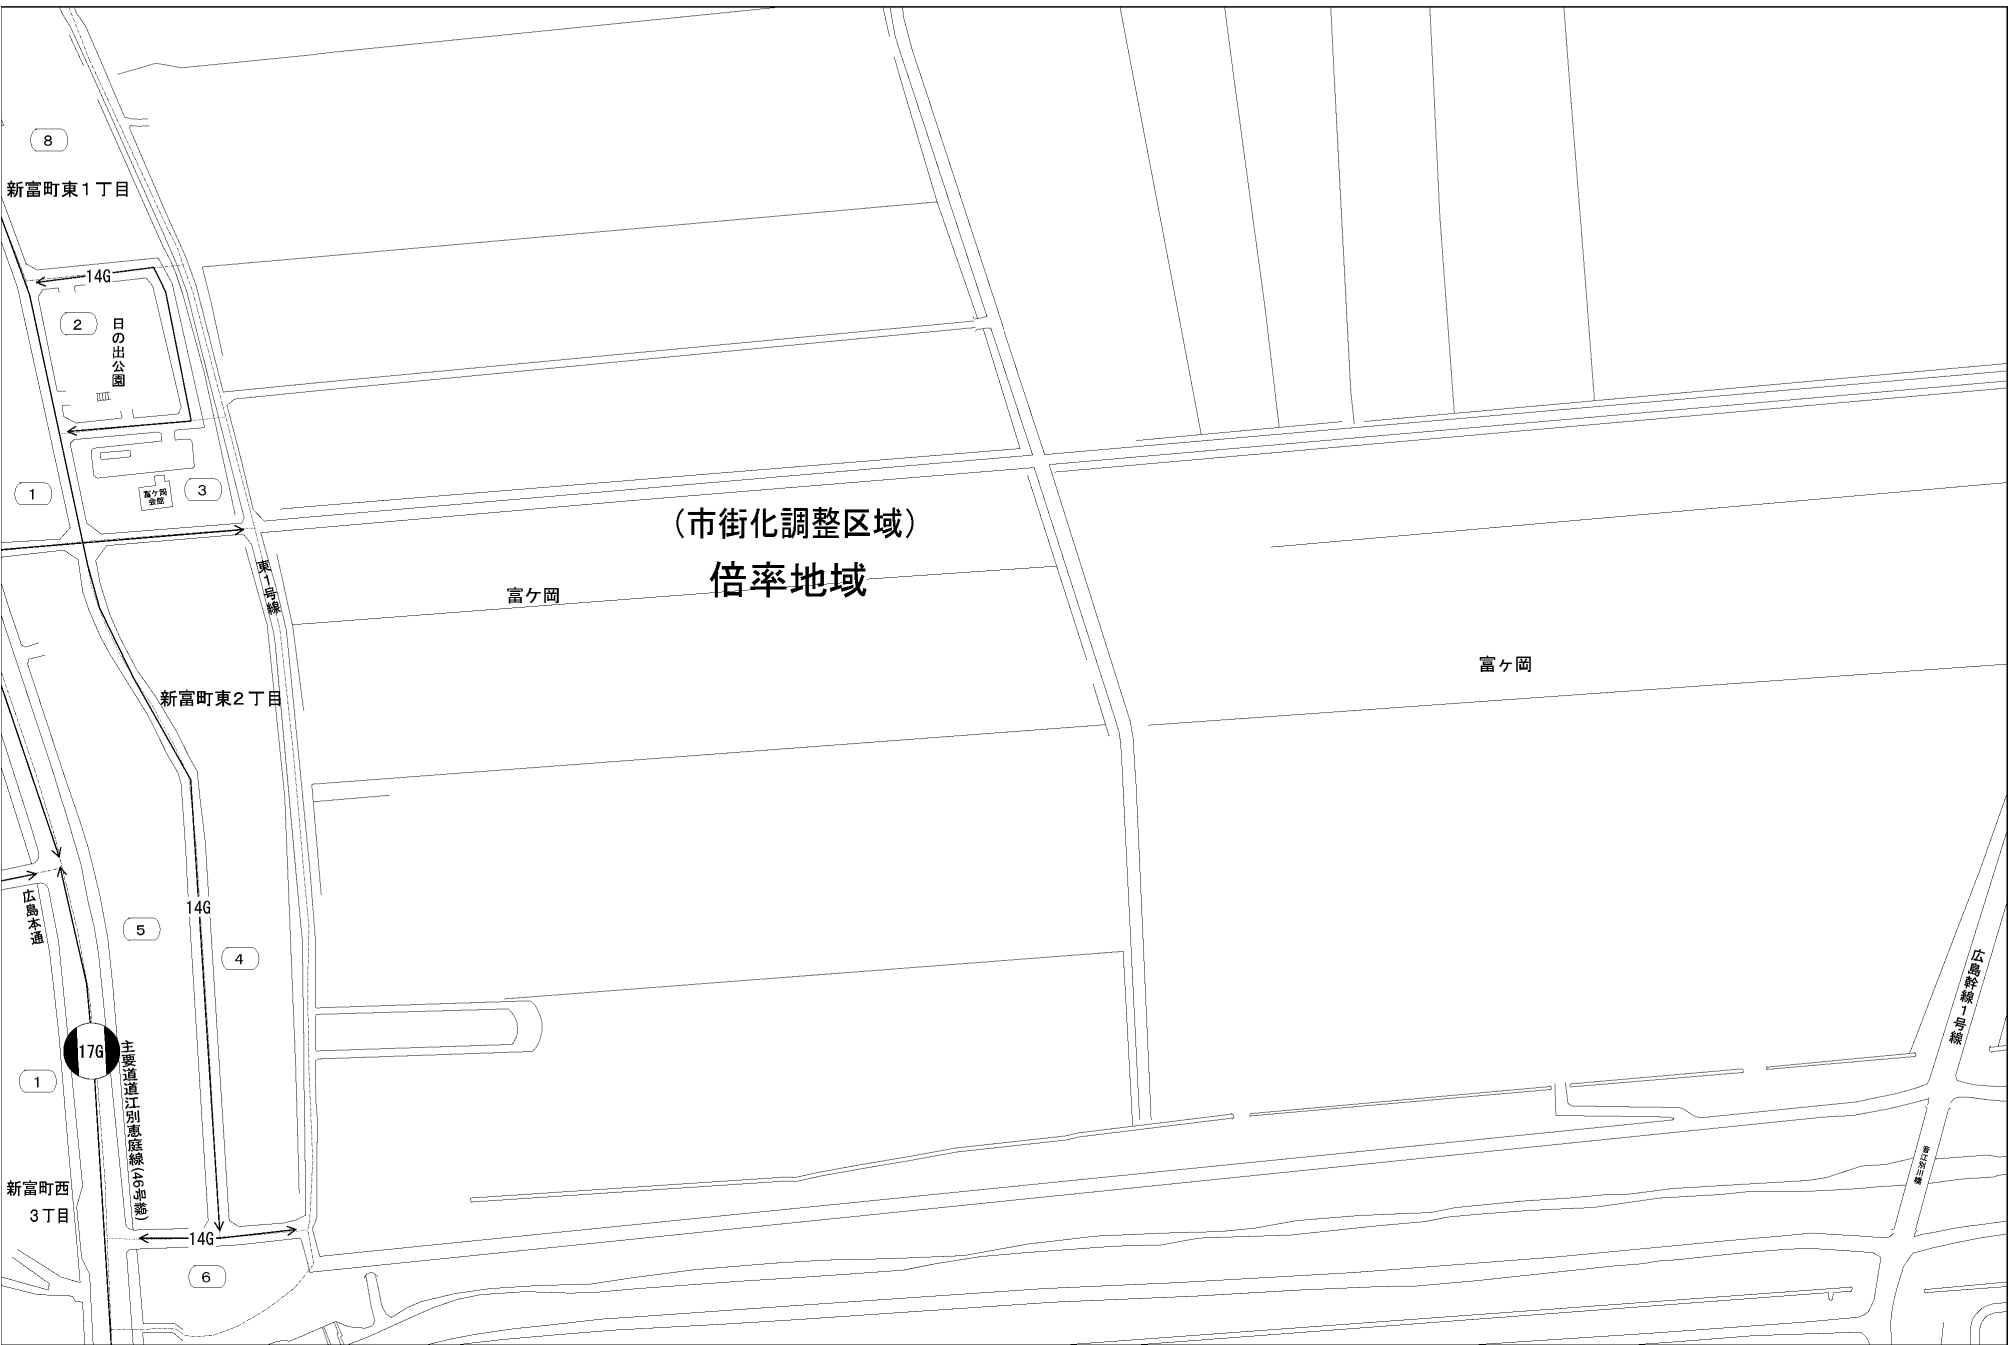 8
新富町東1丁目
14G
2
日の出公園
1
3
富ケ岡
会館
(市街化調整区域)
倍率地域
東1号線
富ケ岡
富ヶ岡
新富町東2丁目
広島本通
5
14G
4
広島幹線1号線
17G
1
主要道道江別恵庭線(46号線)
新富町西
3丁目
14G
6